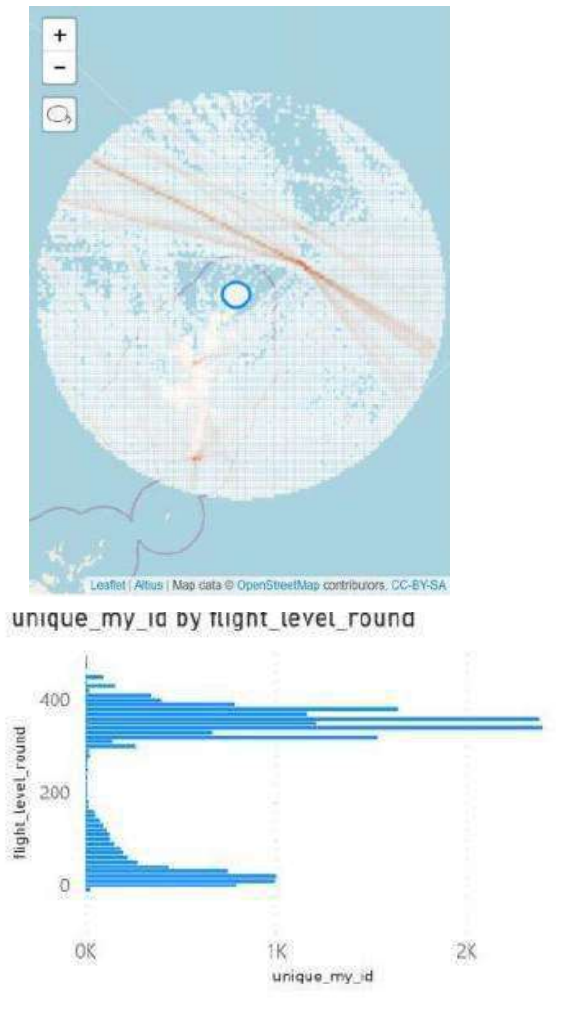 +
−
Leaflet | Altius | Map data © OpenStreetMap contributors, CC-BY-SA
unique_my_id by flight_level_round
400
200
0
flight_level_round
0K 1K 2K
unique_my_id